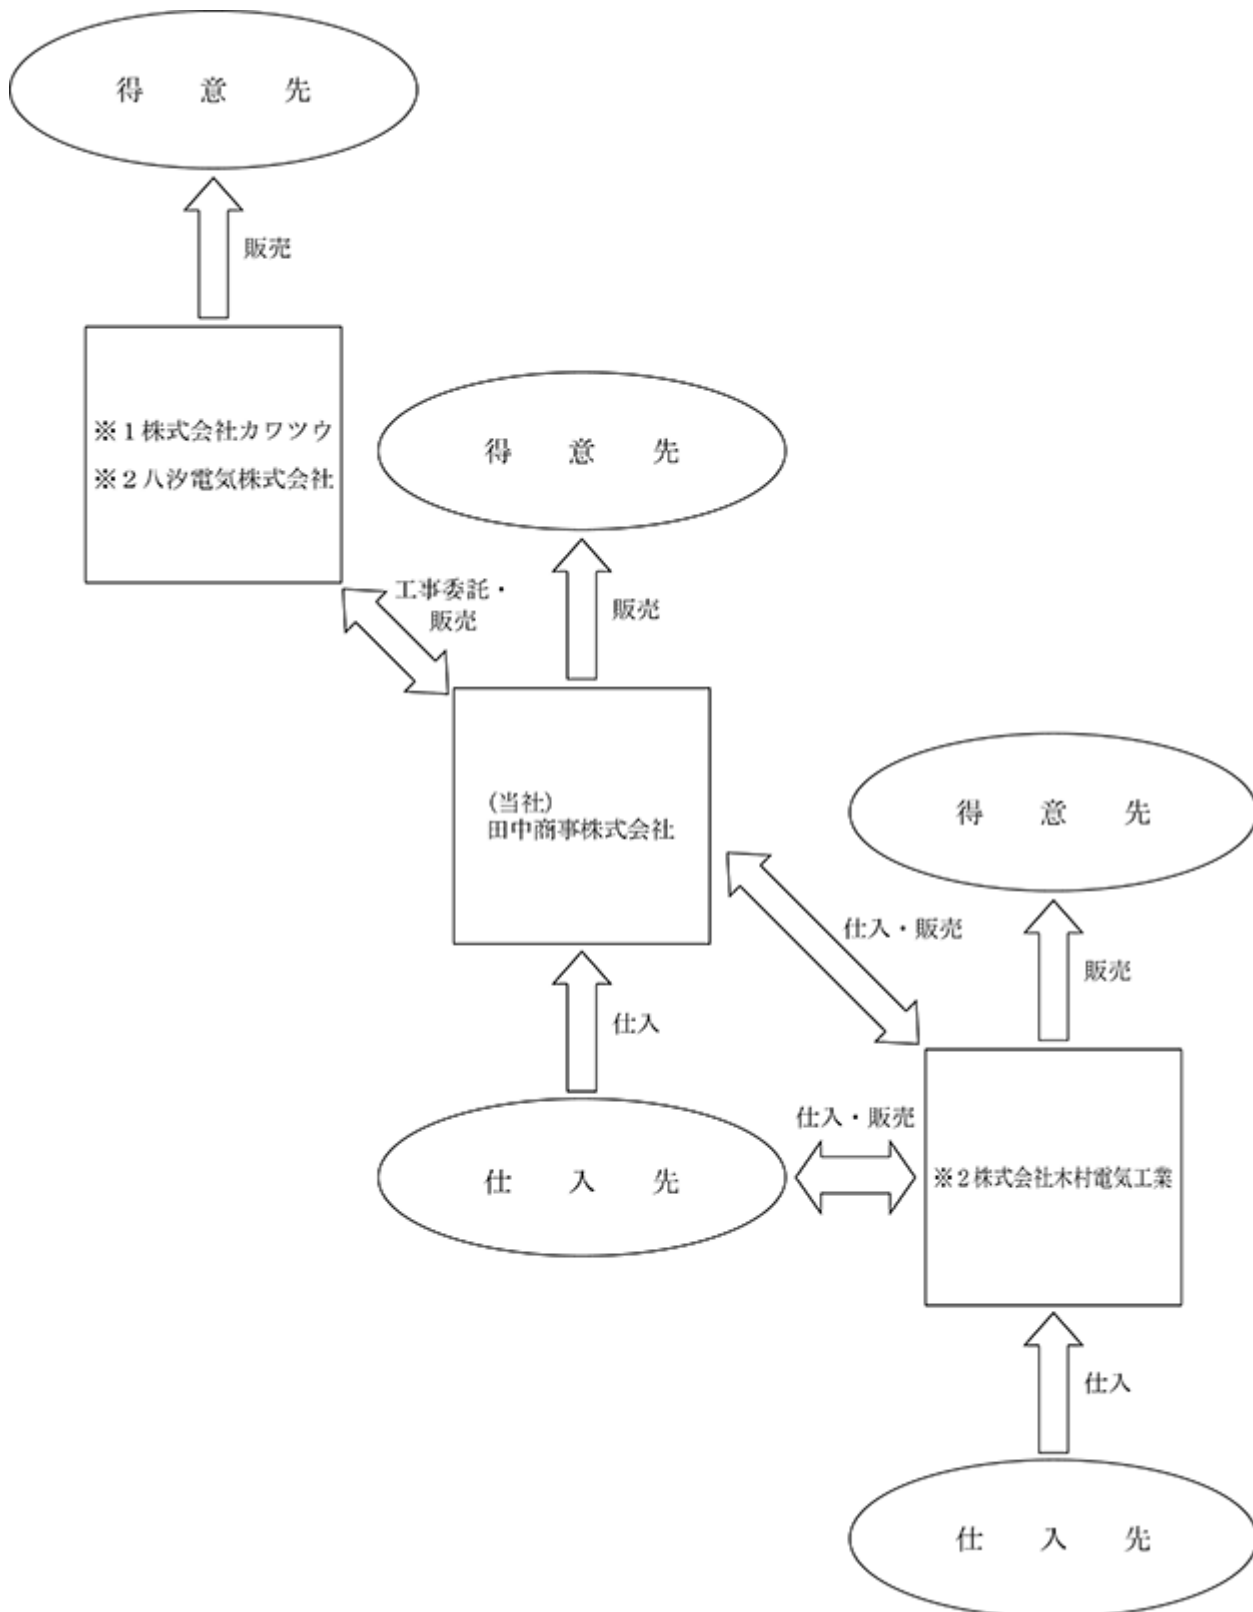 得 意 先
販売
※1株式会社カワツウ
※2八汐電気株式会社
得 意 先
工事委託・
販売
販売
(当社)
田中商事株式会社
得 意 先
仕入・販売
販売
仕入
仕入・販売
仕 入 先
※2株式会社木村電気工業
仕入
仕 入 先